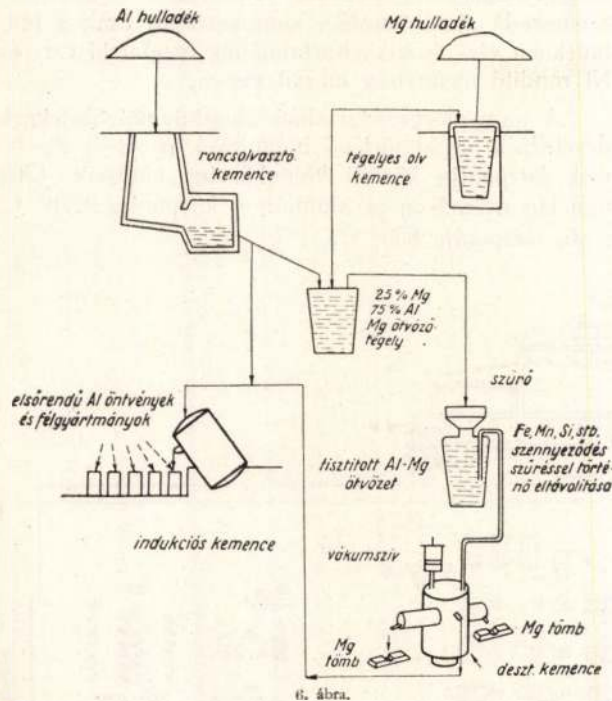 Al hulladék
Mg hulladék
roncsolvasztó
kemence
tégelyes olv
kemence
25 % Mg
75 % Al
Mg ötvöző
tégely
szűrő
elsőrendű Al öntvények
és félgyártmányok
Fe, Mn, Si, stb.
szennyeződés
szűréssel törté-
nő eltávolítása
tisztított Al-Mg
ötvözet
indukciós kemence
vákumszív
Mg
tömb
Mg tömb
deszt. kemence
6. ábra.